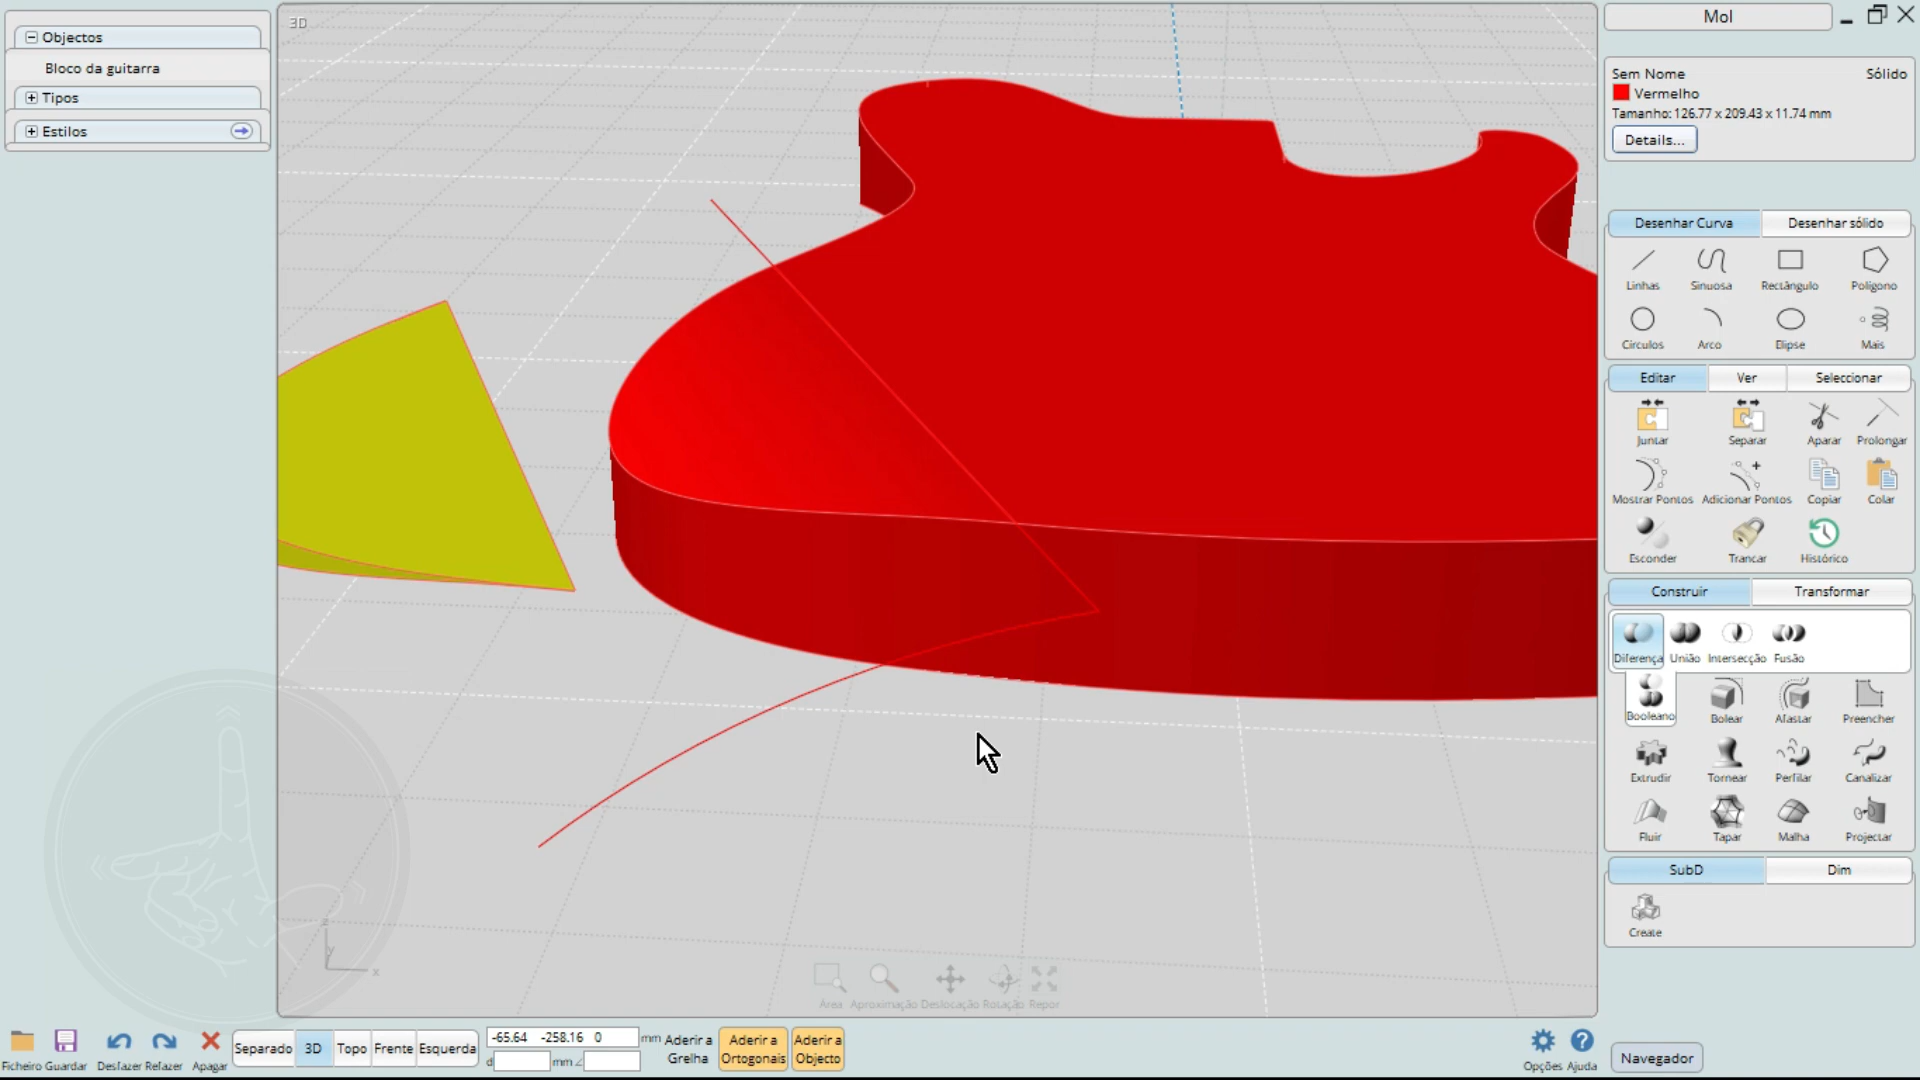 Objectos
Bloco da guitarra
Tipos
Estilos
3D
MoI
Sem Nome
Sólido
Vermelho
Tamanho: 126.77 x 209.43 x 11.74 mm
Details...
Desenhar Curva
Desenhar sólido
Linhas
Sinuosa
Rectângulo
Polígono
Círculos
Arco
Elipse
Mais
Editar
Ver
Seleccionar
Juntar
Separar
Aparar
Prolongar
Mostrar Pontos
Adicionar Pontos
Copiar
Colar
Esconder
Trancar
Histórico
Construir
Transformar
Diferença
União
Intersecção
Fusão
Booleano
Bolear
Afastar
Preencher
Extrudir
Tornear
Perfilar
Canalizar
Fluir
Tapar
Malha
Projectar
SubD
Dim
Create
z
y
x
Área
Aproximação
Deslocação
Rotação
Repor
Ficheiro
Guardar
Desfazer
Refazer
Apagar
Separado
3D
Topo
Frente
Esquerda
-65.64 -258.16 0
mm
d
mm
Aderir a
Grelha
Aderir a
Ortogonais
Aderir a
Objecto
Opções
Ajuda
Navegador